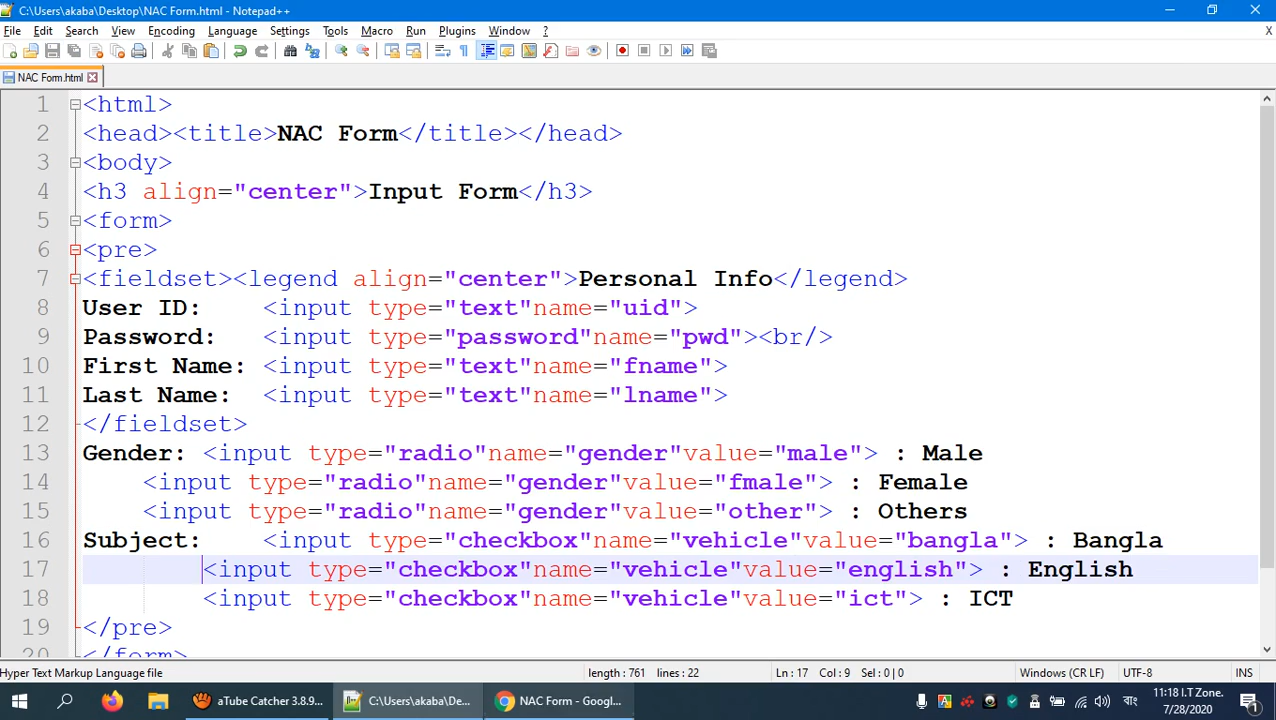 C:\Users\akaba\Desktop\NAC Form.html - Notepad++
File Edit Search View Encoding Language Settings Tools Macro Run Plugins Window ? X
NAC Form.html
1 <html>
2 <head><title>NAC Form</title></head>
3 <body>
4 <h3 align="center">Input Form</h3>
5 <form>
6 <pre>
7 <fieldset><legend align="center">Personal Info</legend>
8 User ID:    <input type="text"name="uid">
9 Password:   <input type="password"name="pwd"><br/>
10 First Name: <input type="text"name="fname">
11 Last Name:  <input type="text"name="lname">
12 </fieldset>
13 Gender: <input type="radio"name="gender"value="male"> : Male
14     <input type="radio"name="gender"value="fmale"> : Female
15     <input type="radio"name="gender"value="other"> : Others
16 Subject:    <input type="checkbox"name="vehicle"value="bangla"> : Bangla
17         <input type="checkbox"name="vehicle"value="english"> : English
18         <input type="checkbox"name="vehicle"value="ict"> : ICT
19 </pre>
20 </form>
Hyper Text Markup Language file length : 761 lines : 22 Ln : 17 Col : 9 Sel : 0 | 0 Windows (CR LF) UTF-8 INS
aTube Catcher 3.8.9... C:\Users\akaba\De... NAC Form - Googl... বাং 11:18 I.T Zone.
7/28/2020